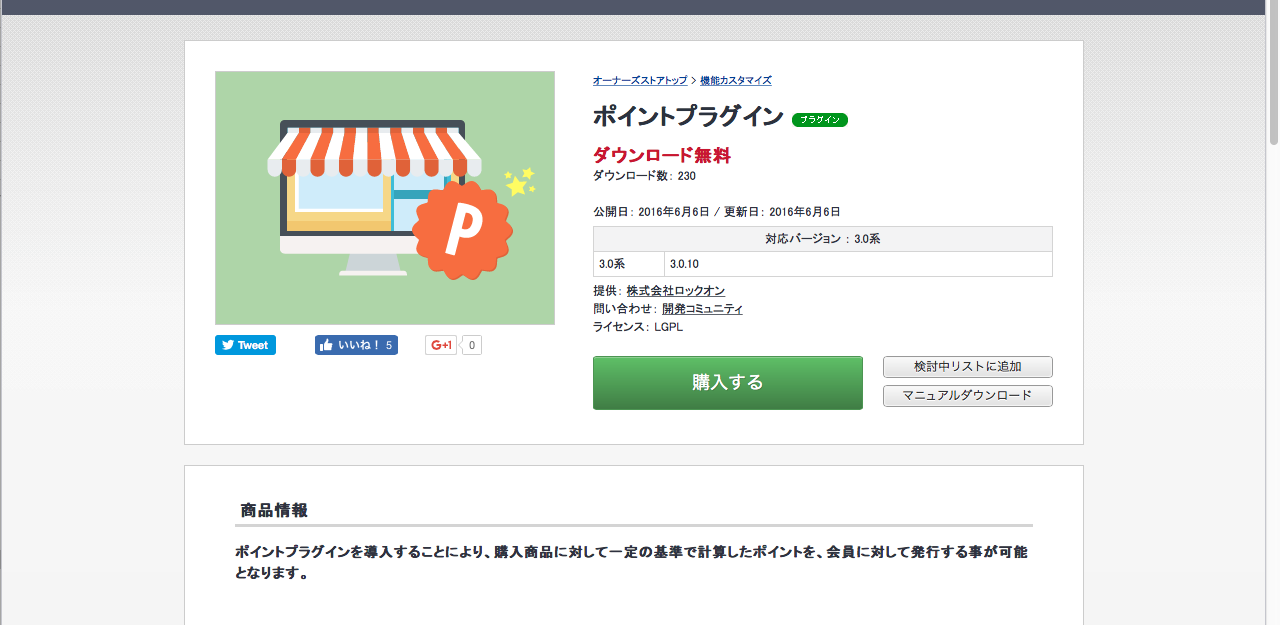 オーナーズストアトップ > 機能カスタマイズ
ポイントプラグイン プラグイン
ダウンロード無料
ダウンロード数: 230
公開日: 2016年6月6日 / 更新日: 2016年6月6日
対応バージョン : 3.0系
3.0系 3.0.10
提供: 株式会社ロックオン
問い合わせ: 開発コミュニティ
ライセンス: LGPL
P
Tweet いいね! 5 G+1 0
購入する
検討中リストに追加
マニュアルダウンロード
商品情報
ポイントプラグインを導入することにより、購入商品に対して一定の基準で計算したポイントを、会員に対して発行する事が可能
となります。